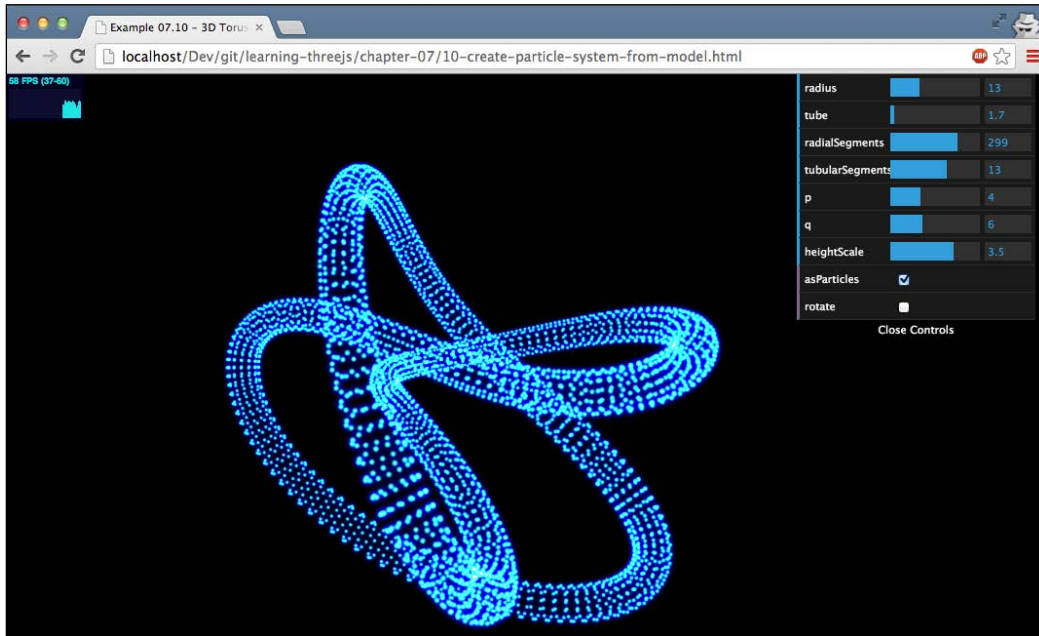 Example 07.10 - 3D Torus
localhost/Dev/git/learning-threejs/chapter-07/10-create-particle-system-from-model.html
ABP
58 FPS (37-60)
radius 13
tube 1.7
radialSegments 299
tubularSegments 13
p 4
q 6
heightScale 3.5
asParticles
rotate
Close Controls